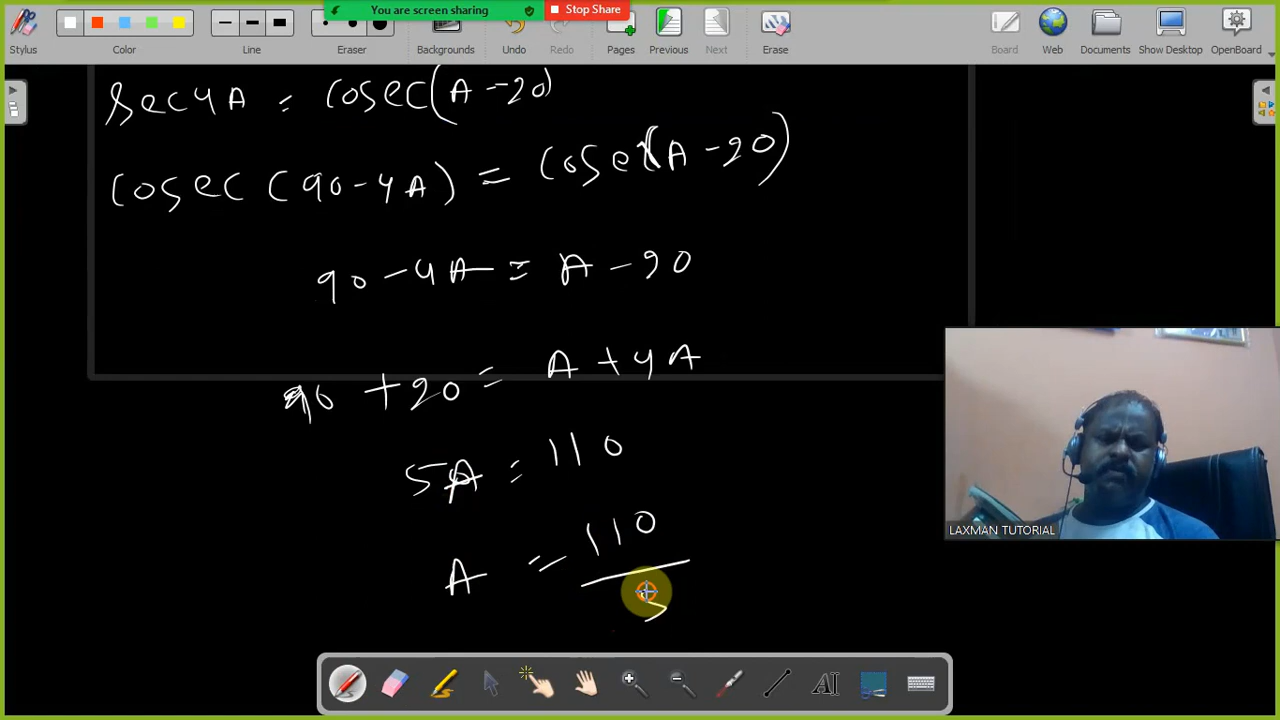 You are screen sharing
Stop Share
Stylus
Color
Line
Eraser
Backgrounds
Undo
Redo
Pages
Previous
Next
Erase
Board
Web
Documents
Show Desktop
OpenBoard
Sec4A = Cosec(A-20)
Cosec(90-4A) = Cosec(A-20)
90-4A = A-20
90+20 = A+4A
5A = 110
A = 110
5
LAXMAN TUTORIAL
AI